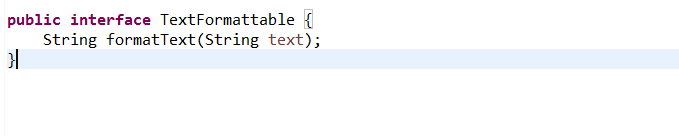 public interface TextFormattable {
    String formatText(String text);
}